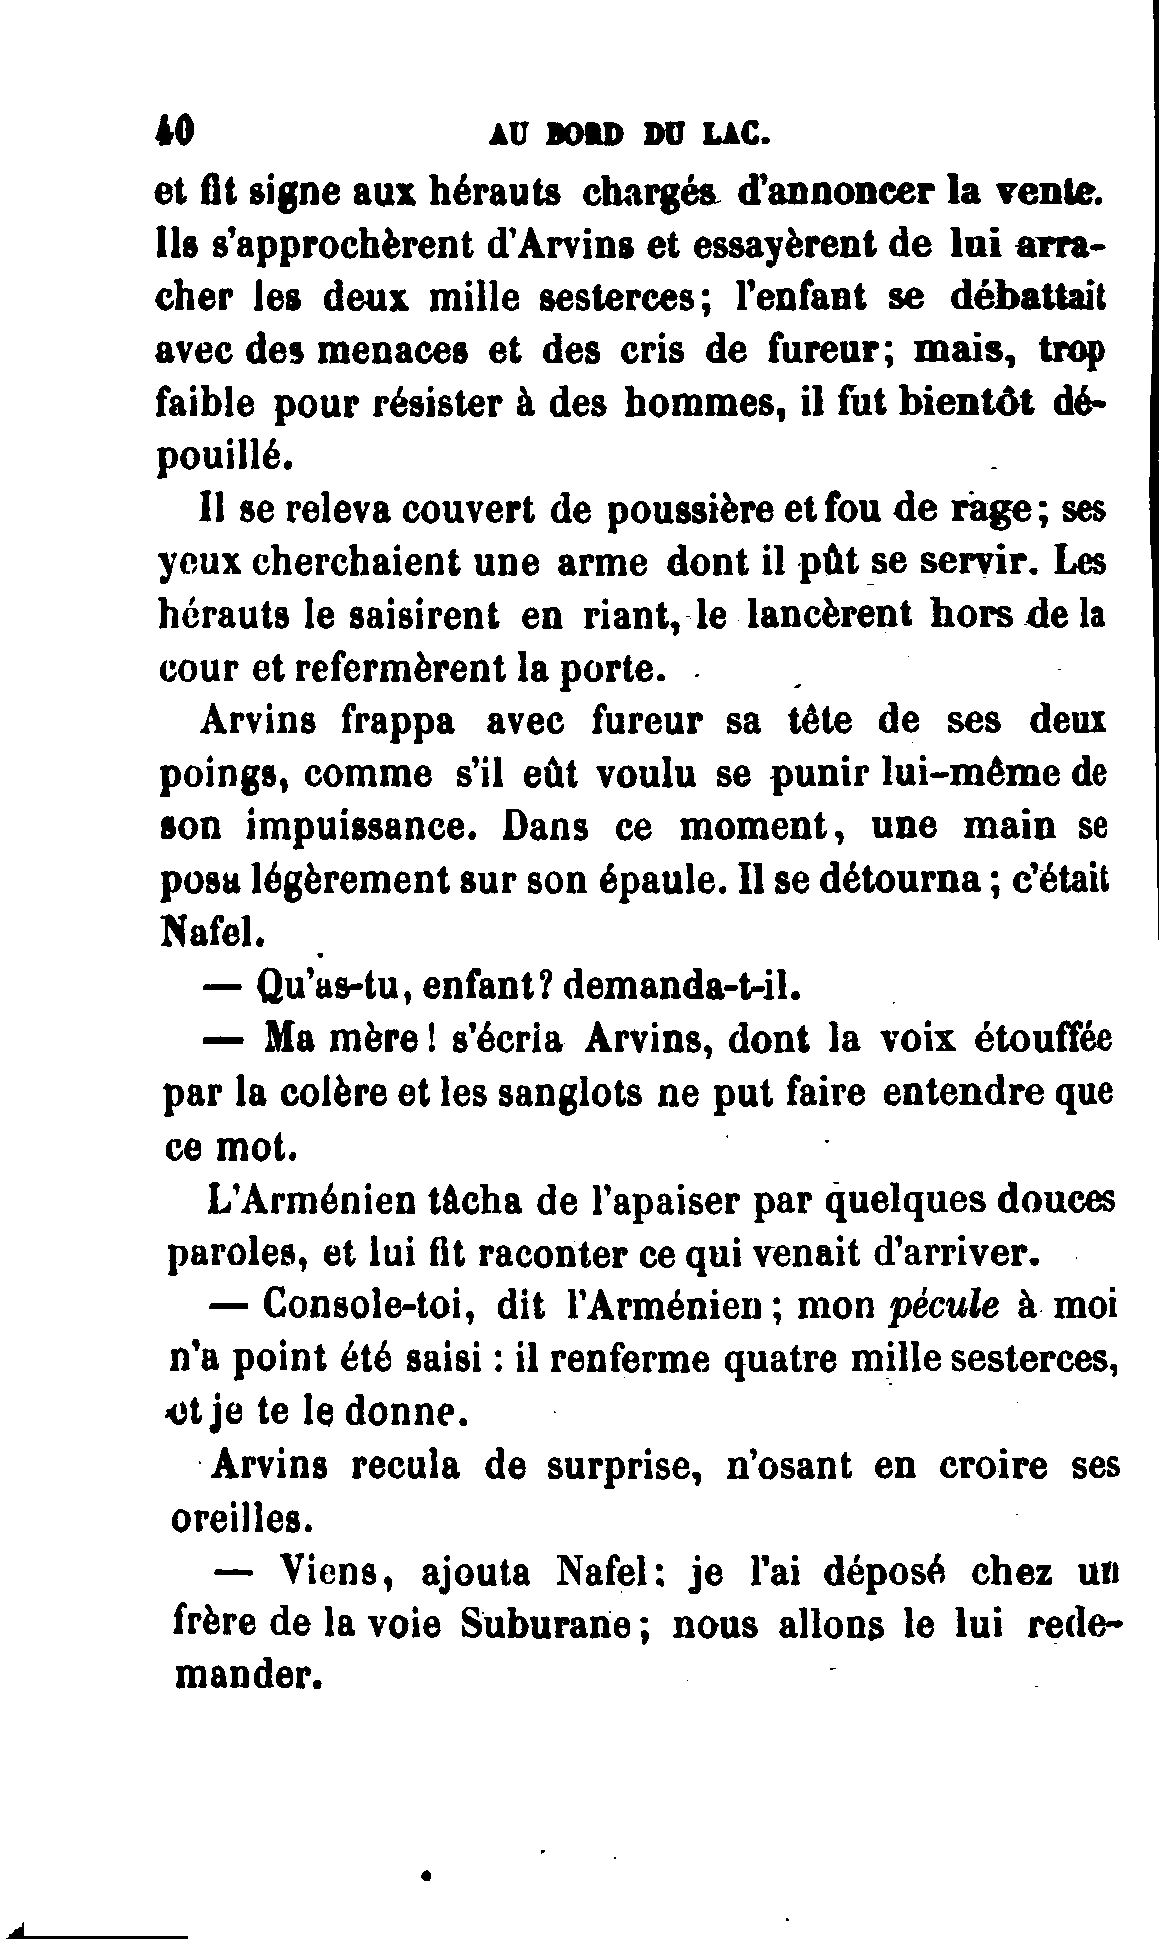 40 AU BORD DU LAC.
et fit signe aux hérauts chargés d'annoncer la vente.
Ils s'approchèrent d'Arvins et essayèrent de lui arra-
cher les deux mille sesterces; l'enfant se débattait
avec des menaces et des cris de fureur; mais, trop
faible pour résister à des hommes, il fut bientôt dé-
pouillé.
Il se releva couvert de poussière et fou de rage; ses
yeux cherchaient une arme dont il pût se servir. Les
hérauts le saisirent en riant, le lancèrent hors de la
cour et refermèrent la porte.
Arvins frappa avec fureur sa tête de ses deux
poings, comme s'il eût voulu se punir lui-même de
son impuissance. Dans ce moment, une main se
posa légèrement sur son épaule. Il se détourna; c'était
Nafel.
— Qu'as-tu, enfant? demanda-t-il.
— Ma mère! s'écria Arvins, dont la voix étouffée
par la colère et les sanglots ne put faire entendre que
ce mot.
L'Arménien tâcha de l'apaiser par quelques douces
paroles, et lui fit raconter ce qui venait d'arriver.
— Console-toi, dit l'Arménien; mon pécule à moi
n'a point été saisi : il renferme quatre mille sesterces,
et je te le donne.
Arvins recula de surprise, n'osant en croire ses
oreilles.
— Viens, ajouta Nafel; je l'ai déposé chez un
frère de la voie Suburane; nous allons le lui rede-
mander.